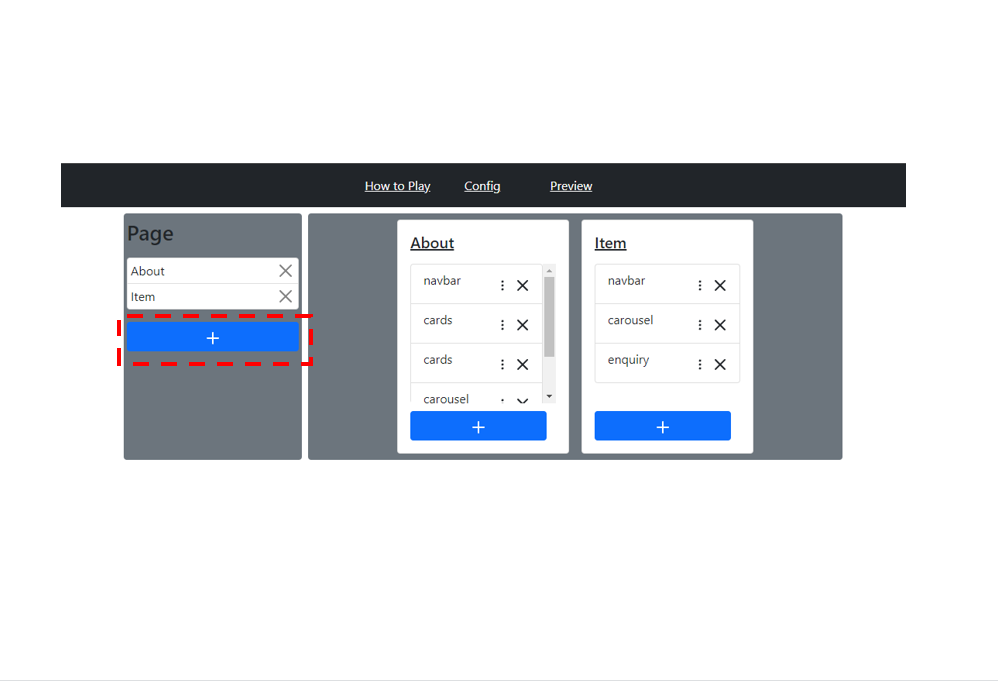 How to Play Config Preview
Page
About
Item
About
navbar
cards
cards
carousel
Item
navbar
carousel
enquiry